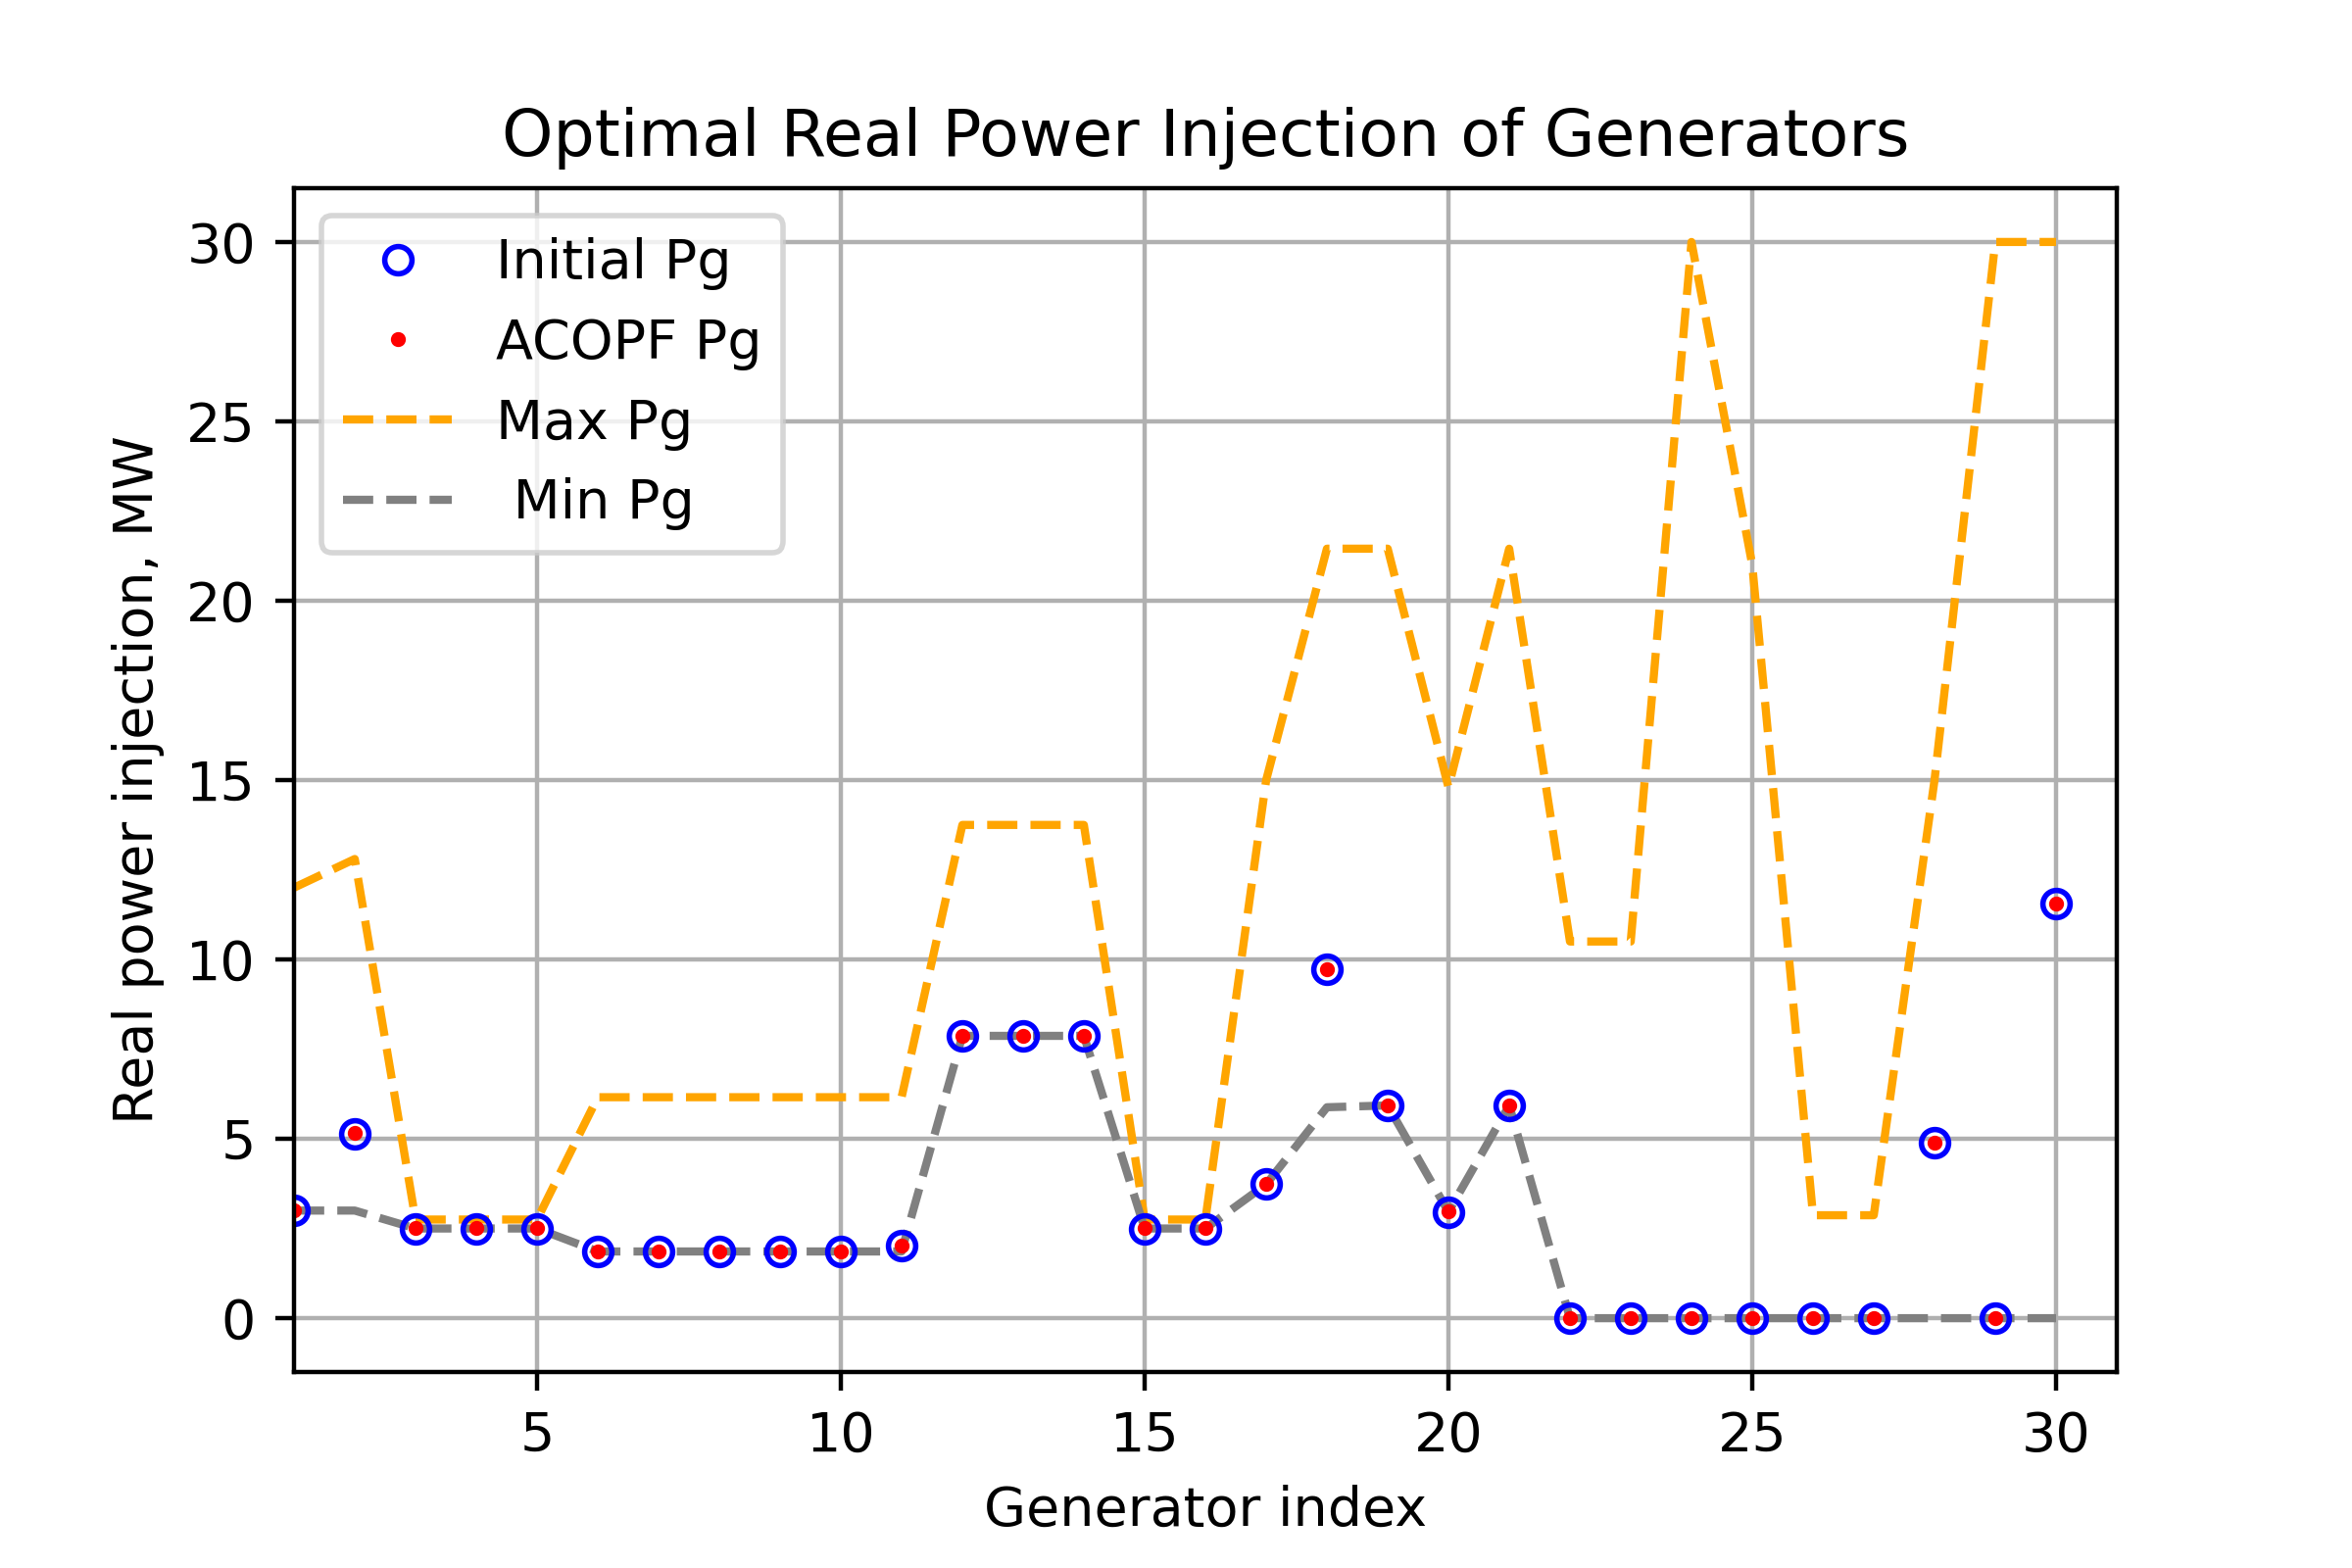 Optimal Real Power Injection of Generators
Initial Pg
ACOPF Pg
Max Pg
Min Pg
Real power injection, MW
30
25
20
15
10
5
0
5 10 15 20 25 30
Generator index